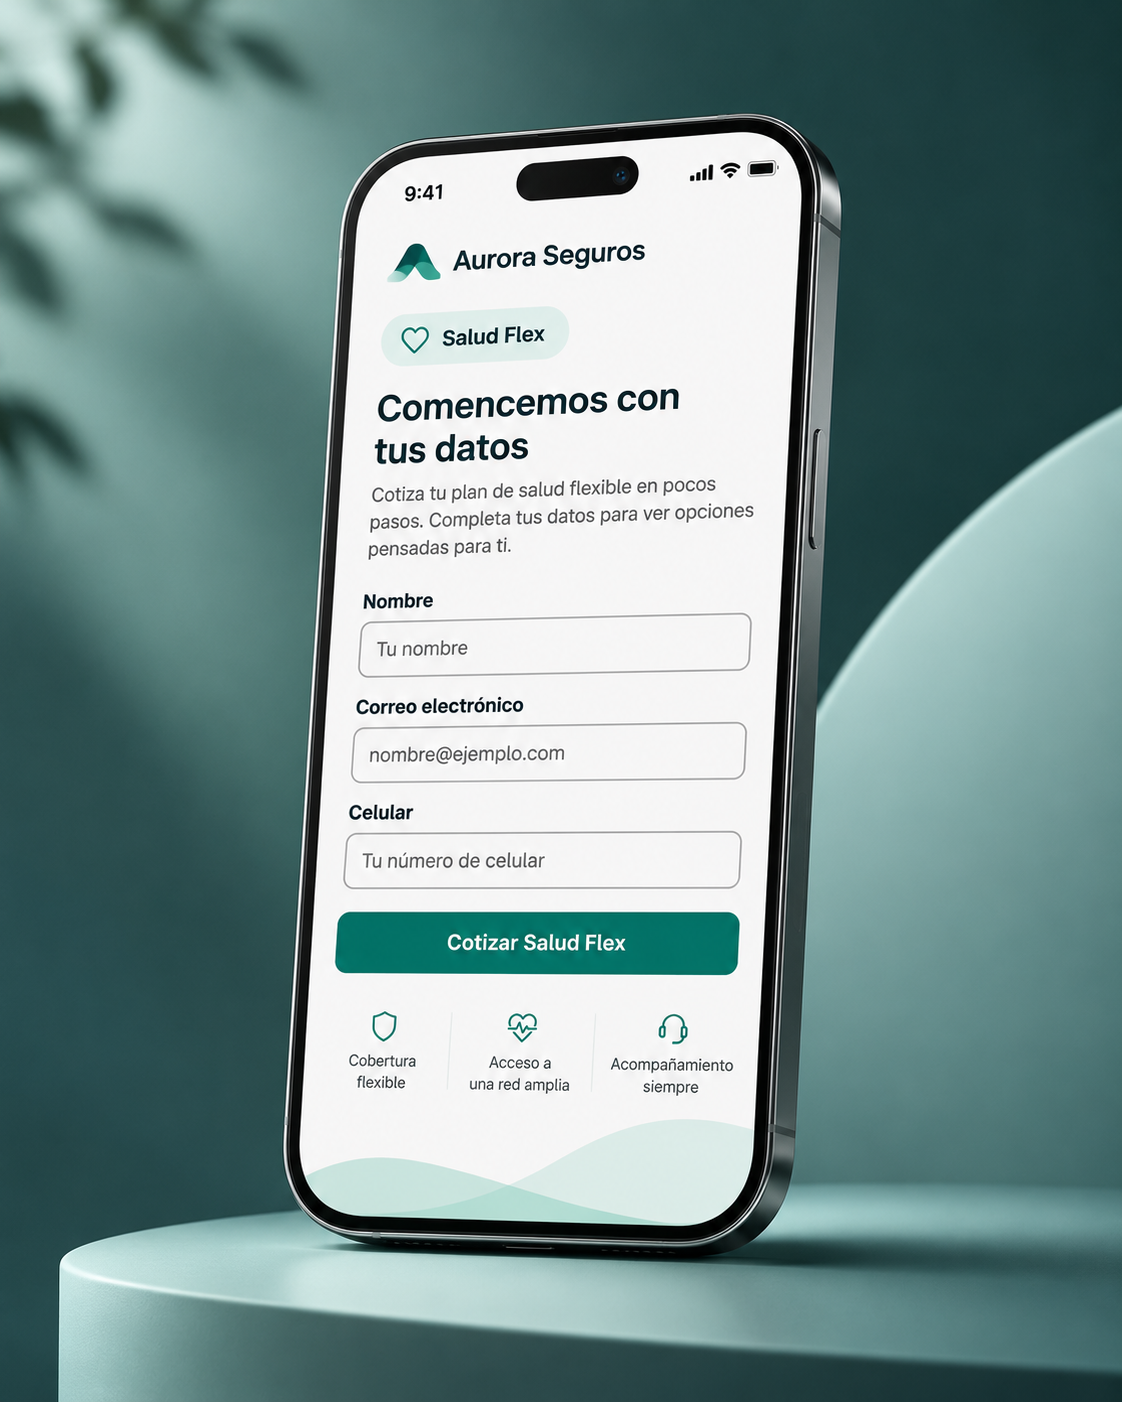 9:41
Aurora Seguros
Salud Flex
Comencemos con
tus datos
Cotiza tu plan de salud flexible en pocos
pasos. Completa tus datos para ver opciones
pensadas para ti.
Nombre
Tu nombre
Correo electrónico
nombre@ejemplo.com
Celular
Tu número de celular
Cotizar Salud Flex
Cobertura
flexible
Acceso a
una red amplia
Acompañamiento
siempre